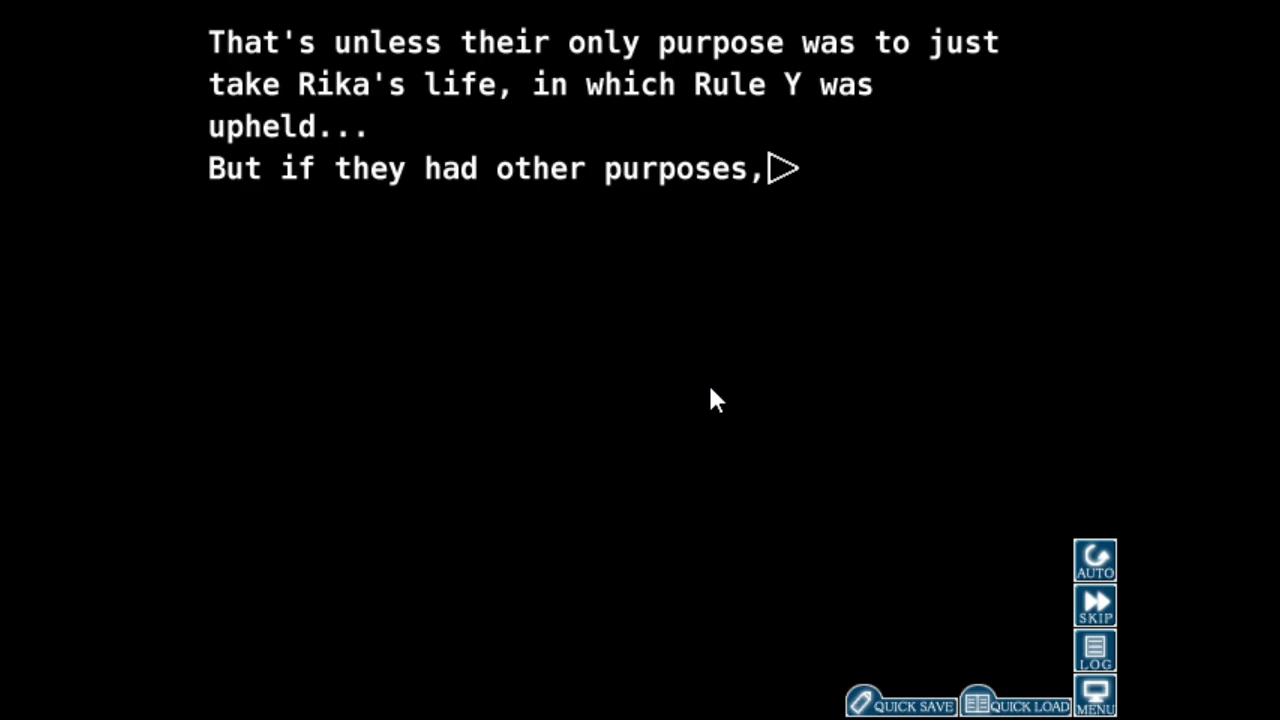 That's unless their only purpose was to just
take Rika's life, in which Rule Y was
upheld...
But if they had other purposes,
AUTO
SKIP
LOG
QUICK SAVE
QUICK LOAD
MENU